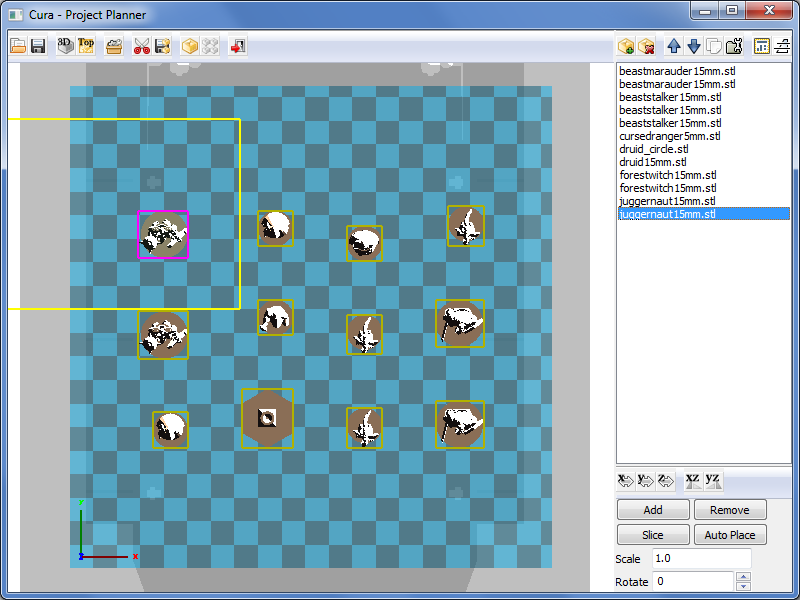 Cura - Project Planner
3D Top
beastmarauder15mm.stl
beastmarauder15mm.stl
beaststalker15mm.stl
beaststalker15mm.stl
beaststalker15mm.stl
cursedranger5mm.stl
druid_circle.stl
druid15mm.stl
forestwitch15mm.stl
forestwitch15mm.stl
juggernaut15mm.stl
juggernaut15mm.stl
x y z xz yz
Add Remove
Slice Auto Place
Scale 1.0
Rotate 0
Y
Z X